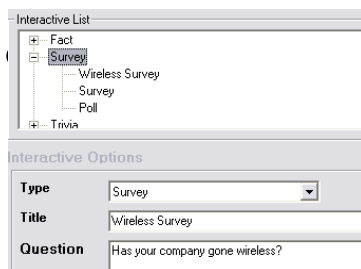 Interactive List
Fact
Survey
Wireless Survey
Survey
Poll
Trivia
Interactive Options
Type Survey
Title Wireless Survey
Question Has your company gone wireless?